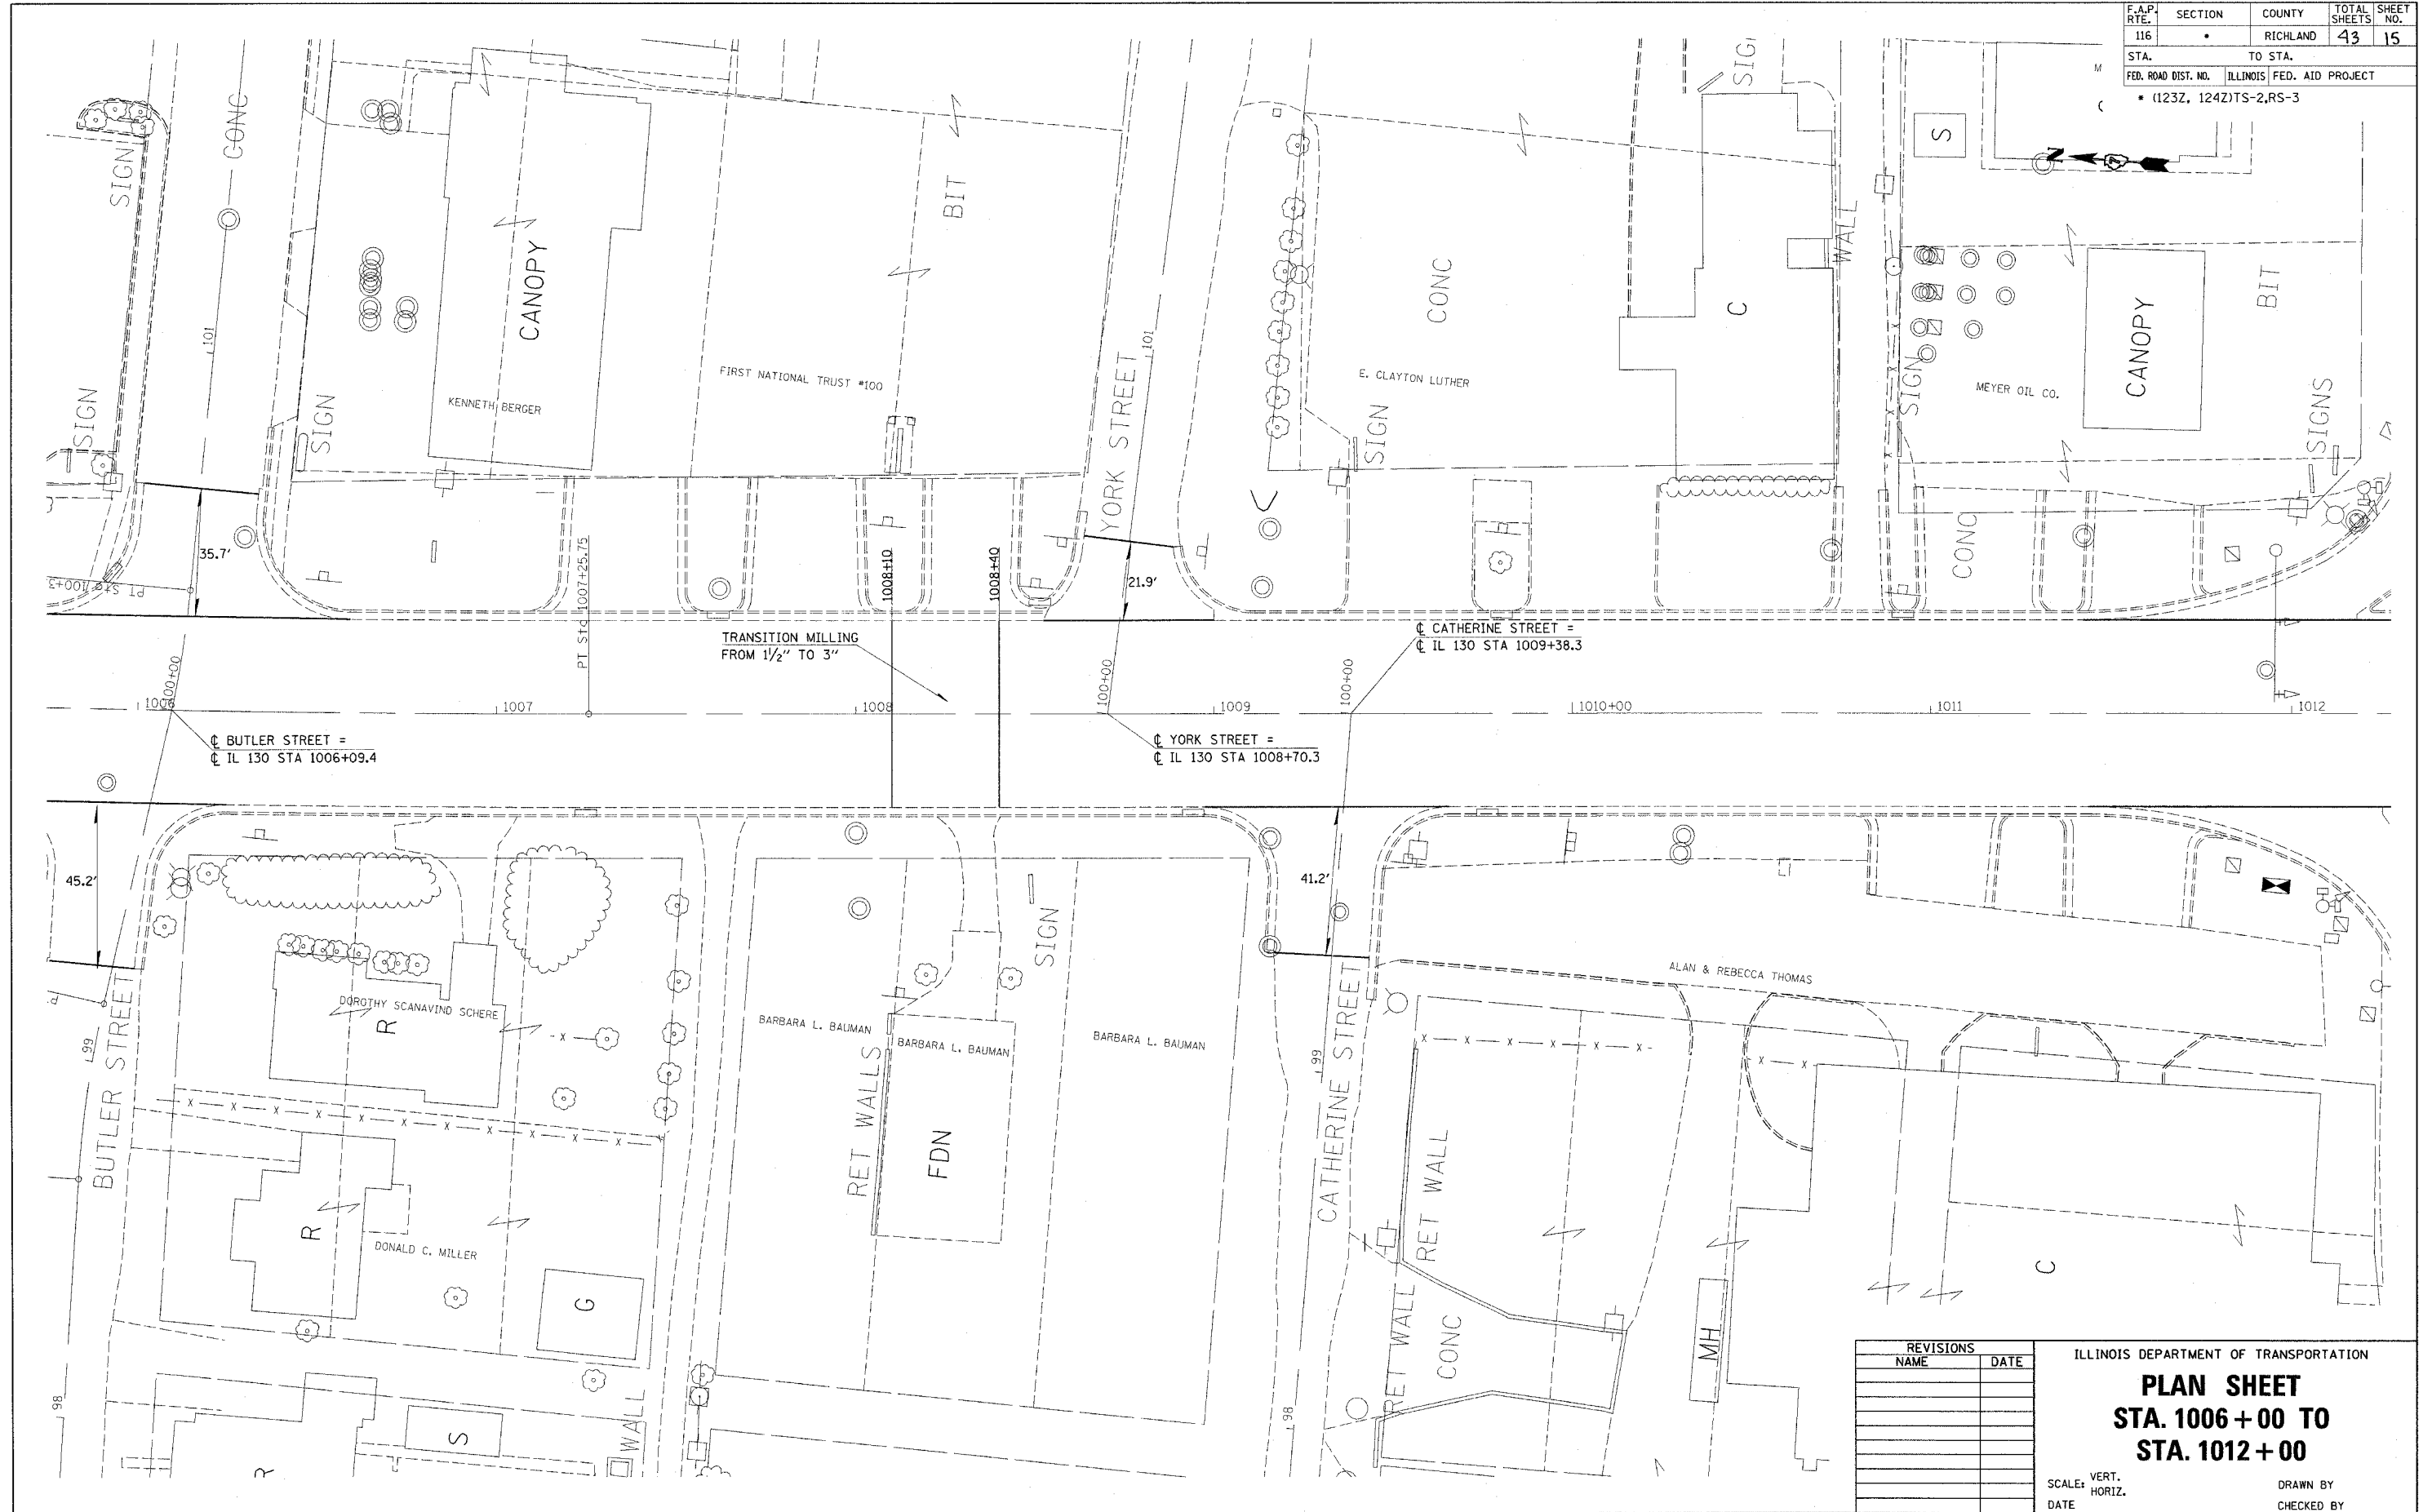 F.A.P. RTE. SECTION COUNTY TOTAL SHEETS SHEET NO.
116 • RICHLAND 43 15
STA. TO STA.
FED. ROAD DIST. NO. ILLINOIS FED. AID PROJECT
* (123Z, 124Z)TS-2,RS-3
SIGN
CONC
SIGN
SIGN
CANOPY
KENNETH BERGER
FIRST NATIONAL TRUST #100
BIT
101
YORK STREET
101
CONC
E. CLAYTON LUTHER
SIGN
SIGN
C
WALL
S
N
SIGN
MEYER OIL CO.
CANOPY
BIT
SIGNS
CONC
35.7'
PT Sta 100+3
PT Sta 1007+25.75
1008+10
1008+40
21.9'
TRANSITION MILLING
FROM 1½" TO 3"
℄ CATHERINE STREET =
℄ IL 130 STA 1009+38.3
100+00
100+00
100+00
1006
1007
1008
1009
1010+00
1011
1012
℄ BUTLER STREET =
℄ IL 130 STA 1006+09.4
℄ YORK STREET =
℄ IL 130 STA 1008+70.3
45.2'
41.2'
BUTLER STREET
99
98
DOROTHY SCANAVIND SCHERE
R
R
DONALD C. MILLER
G
S
R
WALL
BARBARA L. BAUMAN
BARBARA L. BAUMAN
BARBARA L. BAUMAN
RET WALLS
FDN
SIGN
CATHERINE STREET
99
98
ALAN & REBECCA THOMAS
RET WALL
RET WALL
CONC
MH
C
REVISIONS
NAME DATE
ILLINOIS DEPARTMENT OF TRANSPORTATION
PLAN SHEET
STA. 1006+00 TO
STA. 1012+00
SCALE: VERT.
HORIZ.
DATE
DRAWN BY
CHECKED BY